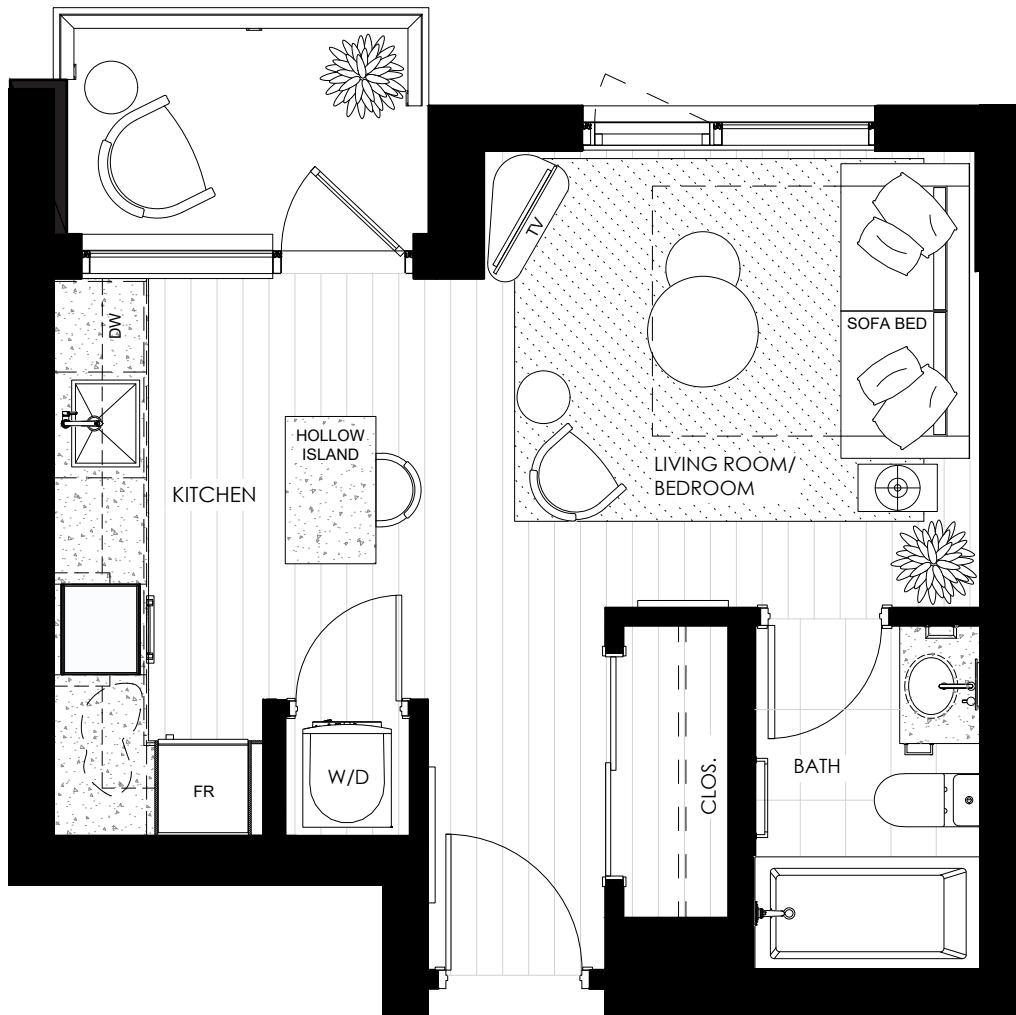 TV
DW
SOFA BED
HOLLOW
ISLAND
LIVING ROOM/
BEDROOM
KITCHEN
W/D
FR
CLOS.
BATH